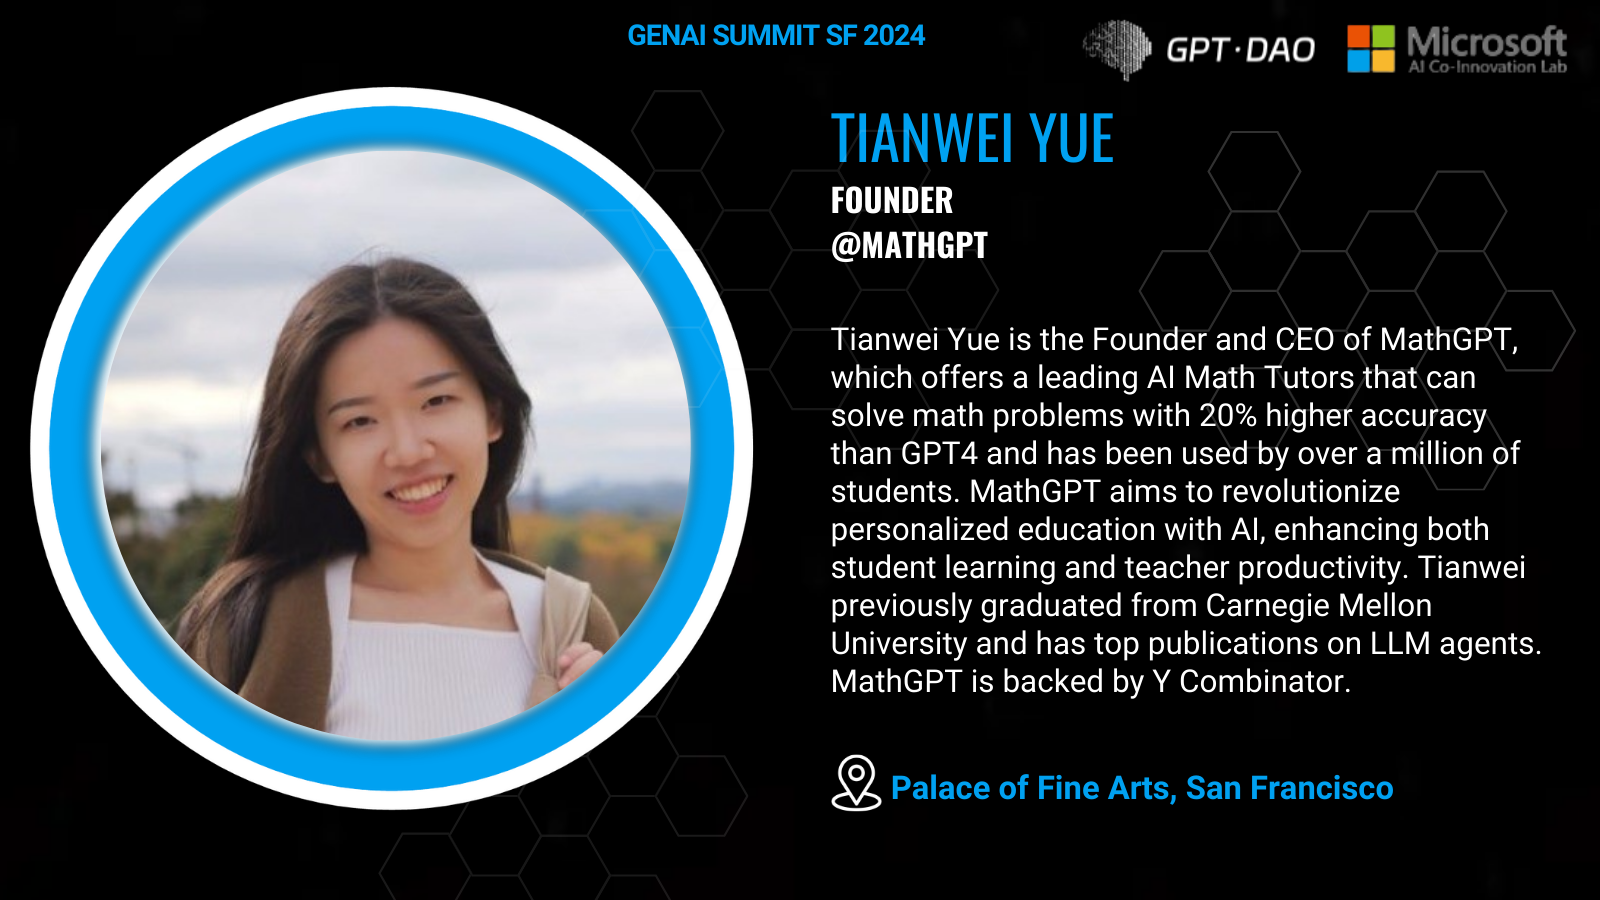 GENAI SUMMIT SF 2024
GPT·DAO
Microsoft
AI Co-Innovation Lab
TIANWEI YUE
FOUNDER
@MATHGPT
Tianwei Yue is the Founder and CEO of MathGPT,
which offers a leading AI Math Tutors that can
solve math problems with 20% higher accuracy
than GPT4 and has been used by over a million of
students. MathGPT aims to revolutionize
personalized education with AI, enhancing both
student learning and teacher productivity. Tianwei
previously graduated from Carnegie Mellon
University and has top publications on LLM agents.
MathGPT is backed by Y Combinator.
Palace of Fine Arts, San Francisco